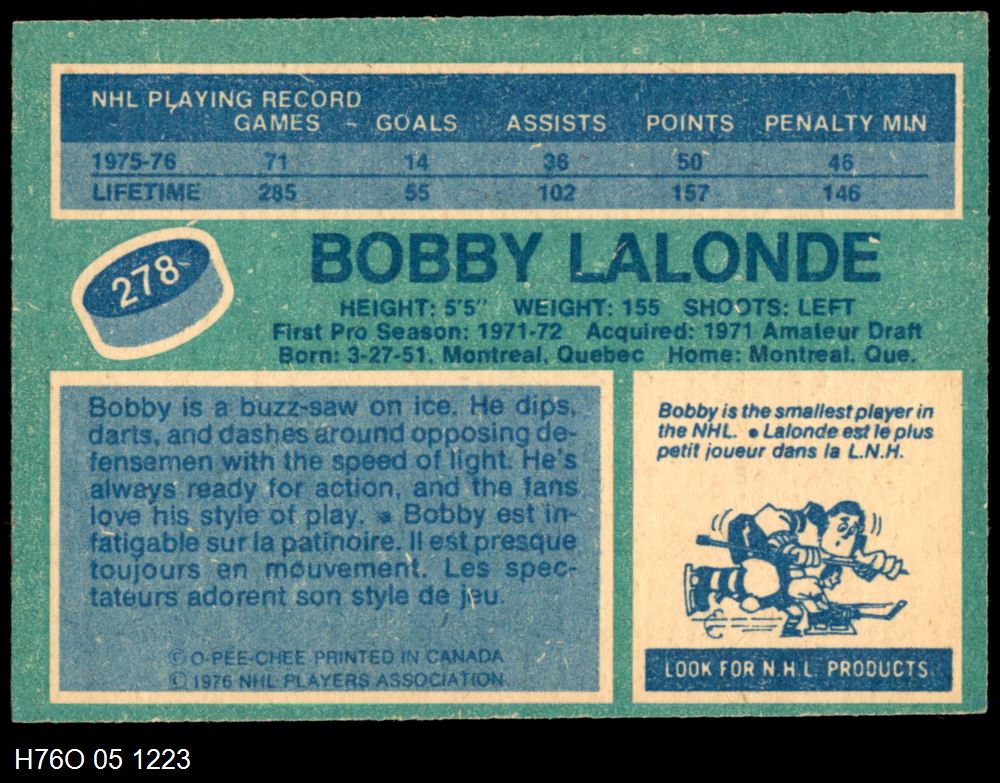 NHL PLAYING RECORD
GAMES - GOALS ASSISTS POINTS PENALTY MIN
1975-76 71 14 36 50 46
LIFETIME 285 55 102 157 146
278
BOBBY LALONDE
HEIGHT: 5'5" WEIGHT: 155 SHOOTS: LEFT
First Pro Season: 1971-72 Acquired: 1971 Amateur Draft
Born: 3-27-51, Montreal, Quebec Home: Montreal, Que.
Bobby is a buzz-saw on ice. He dips,
darts, and dashes around opposing de-
fensemen with the speed of light. He's
always ready for action, and the fans
love his style of play. ● Bobby est in-
fatigable sur la patinoire. Il est presque
toujours en mouvement. Les spec-
tateurs adorent son style de jeu.
© O-PEE-CHEE PRINTED IN CANADA
© 1976 NHL PLAYERS ASSOCIATION
Bobby is the smallest player in
the NHL. ● Lalonde est le plus
petit joueur dans la L.N.H.
LOOK FOR N.H.L. PRODUCTS
H76O 05 1223